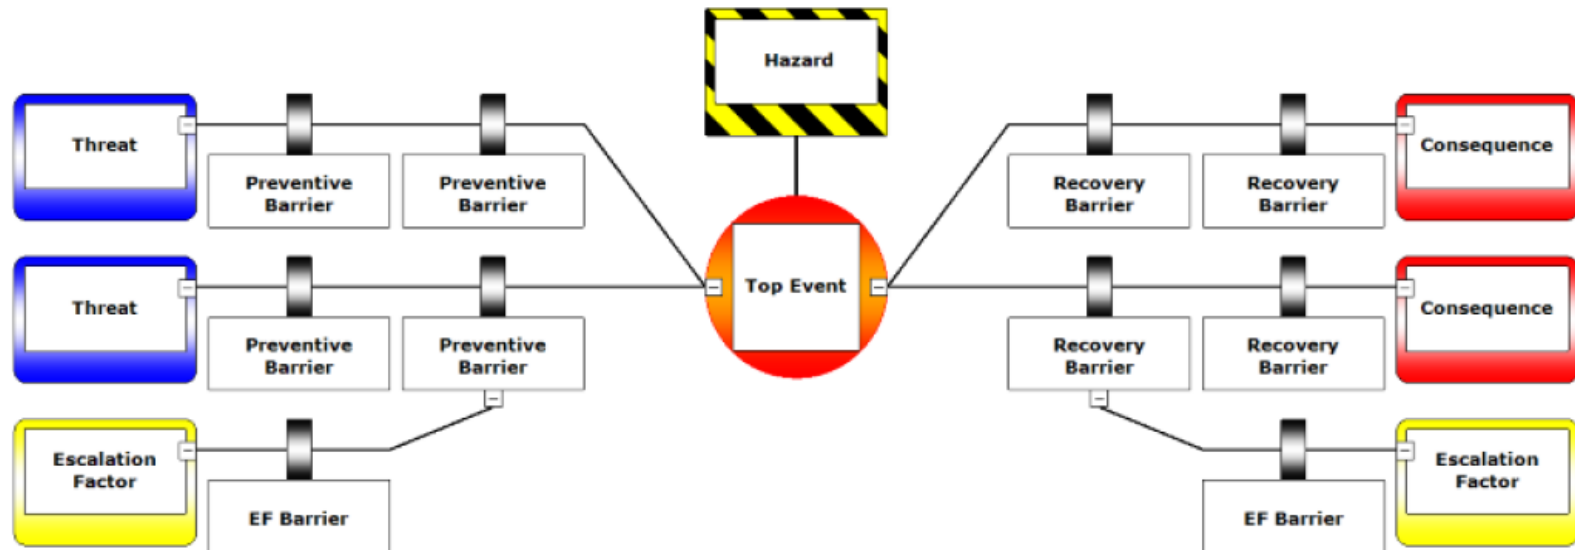 Hazard
Threat
Preventive
Barrier
Preventive
Barrier
Recovery
Barrier
Recovery
Barrier
Consequence
Top Event
Threat
Preventive
Barrier
Preventive
Barrier
Recovery
Barrier
Recovery
Barrier
Consequence
Escalation
Factor
EF Barrier
EF Barrier
Escalation
Factor